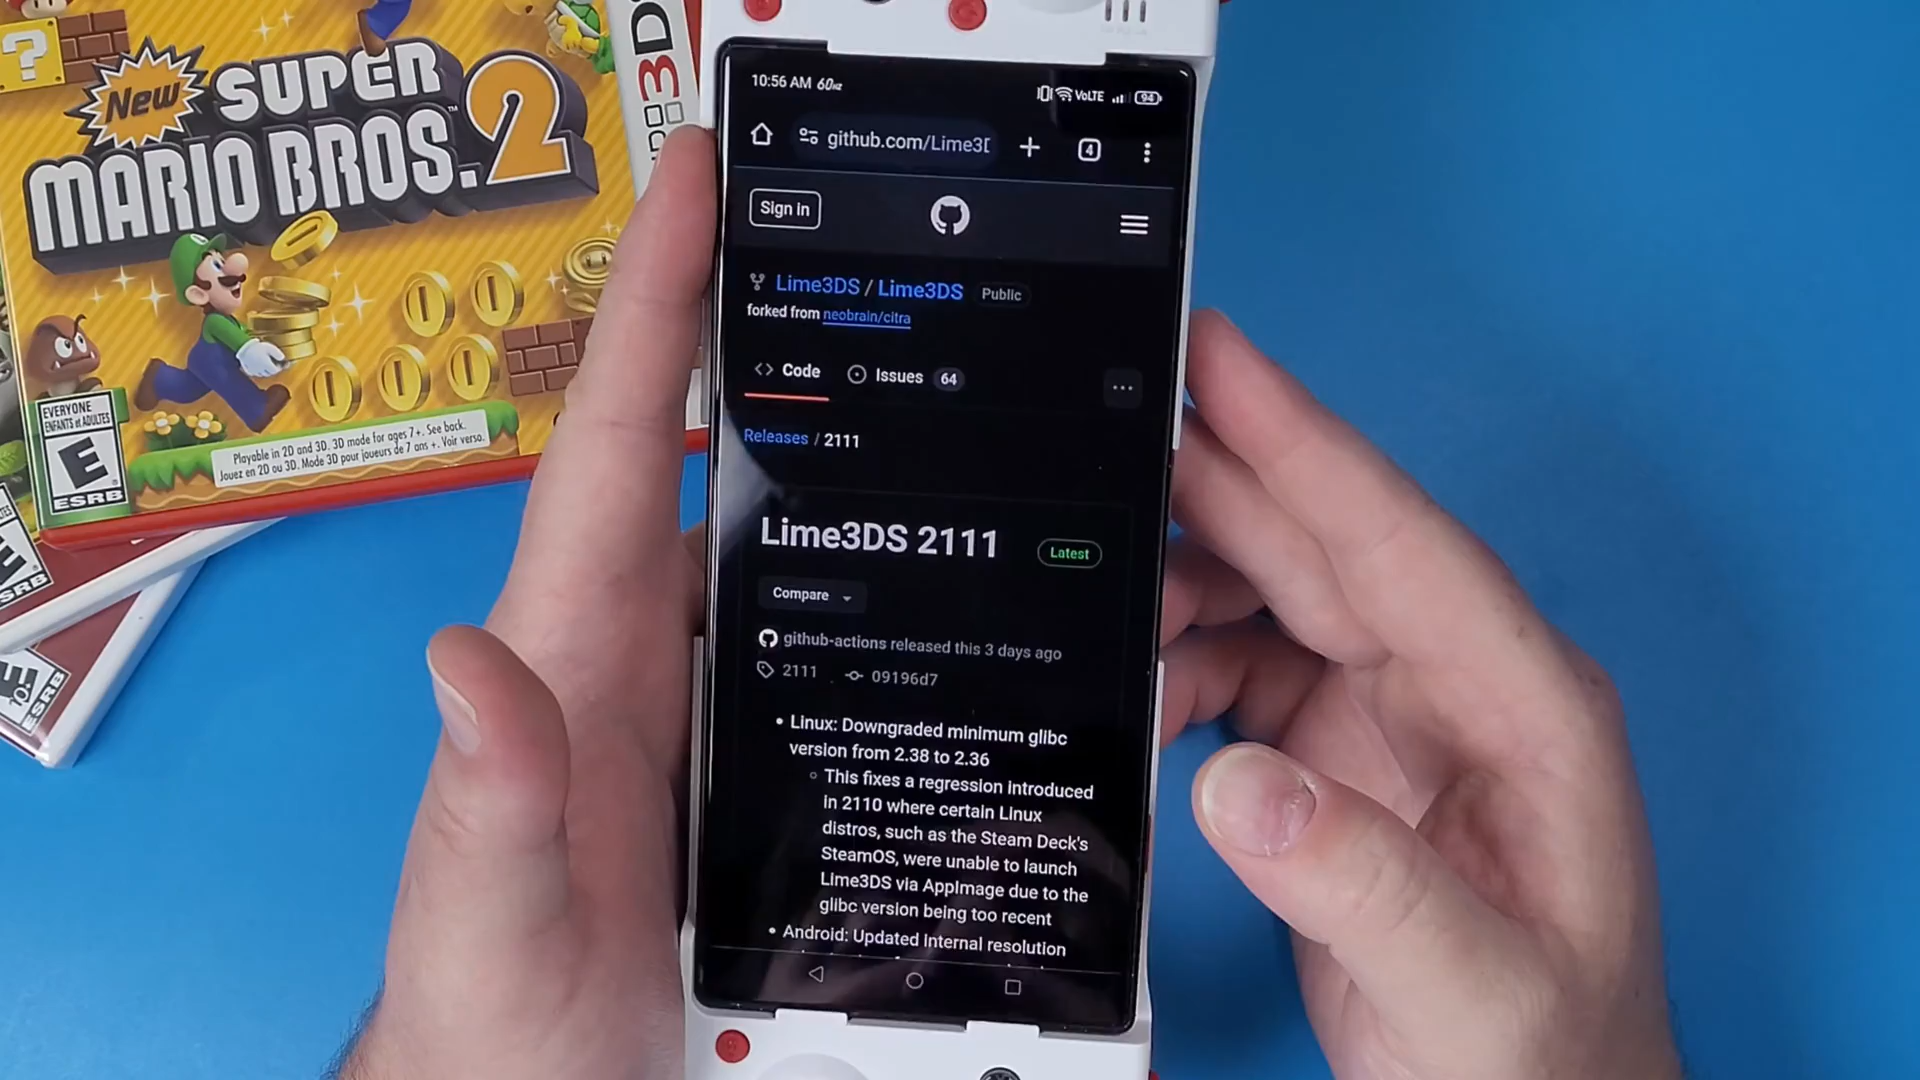 New
SUPER
MARIO BROS. 2
™
?
3DS
EVERYONE
ENFANTS et ADULTES
E
ESRB
Playable in 2D and 3D. 3D mode for ages 7+. See back.
Jouez en 2D ou 3D. Mode 3D pour joueurs de 7 ans +. Voir verso.
ESRB
ESRB
10:56 AM 60Hz
VoLTE
94
github.com/Lime3D
4
Sign in
Lime3DS / Lime3DS Public
forked from neobrain/citra
Code
Issues 64
Releases / 2111
Lime3DS 2111
Latest
Compare
github-actions released this 3 days ago
2111
09196d7
• Linux: Downgraded minimum glibc
version from 2.38 to 2.36
○ This fixes a regression introduced
in 2110 where certain Linux
distros, such as the Steam Deck's
SteamOS, were unable to launch
Lime3DS via AppImage due to the
glibc version being too recent
• Android: Updated internal resolution